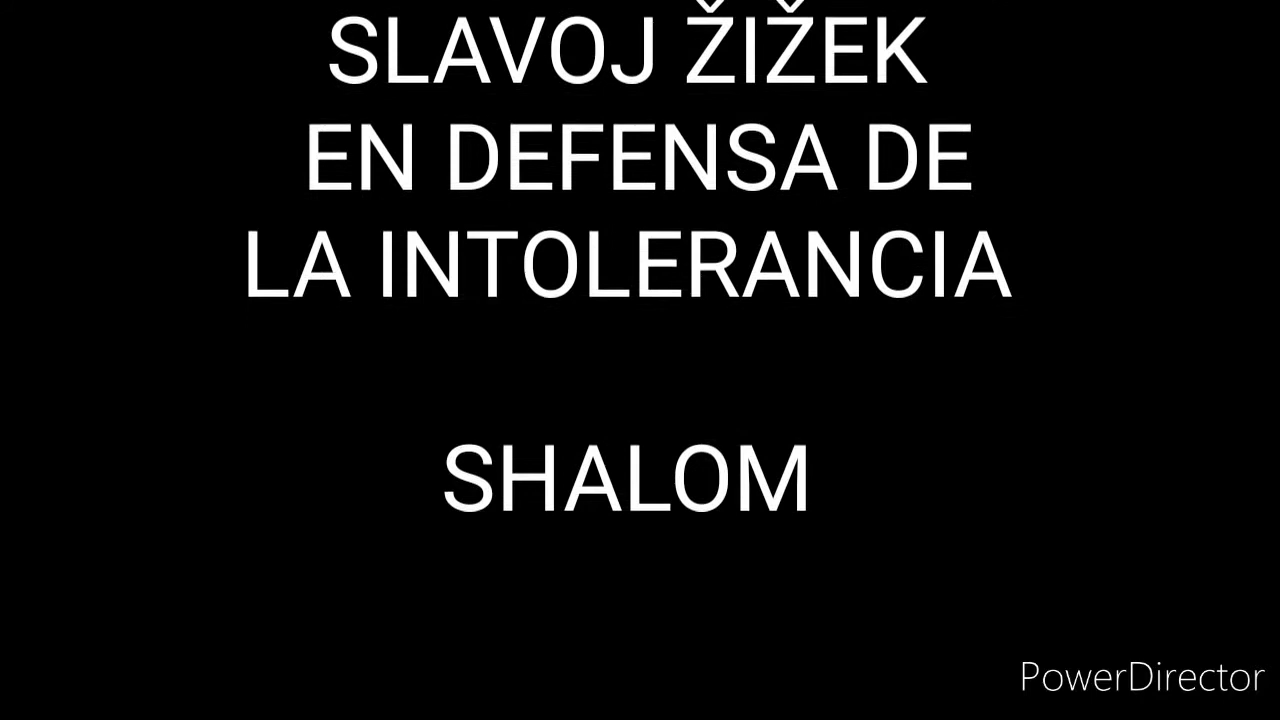 SLAVOJ ŽIŽEK
EN DEFENSA DE
LA INTOLERANCIA
SHALOM
PowerDirector